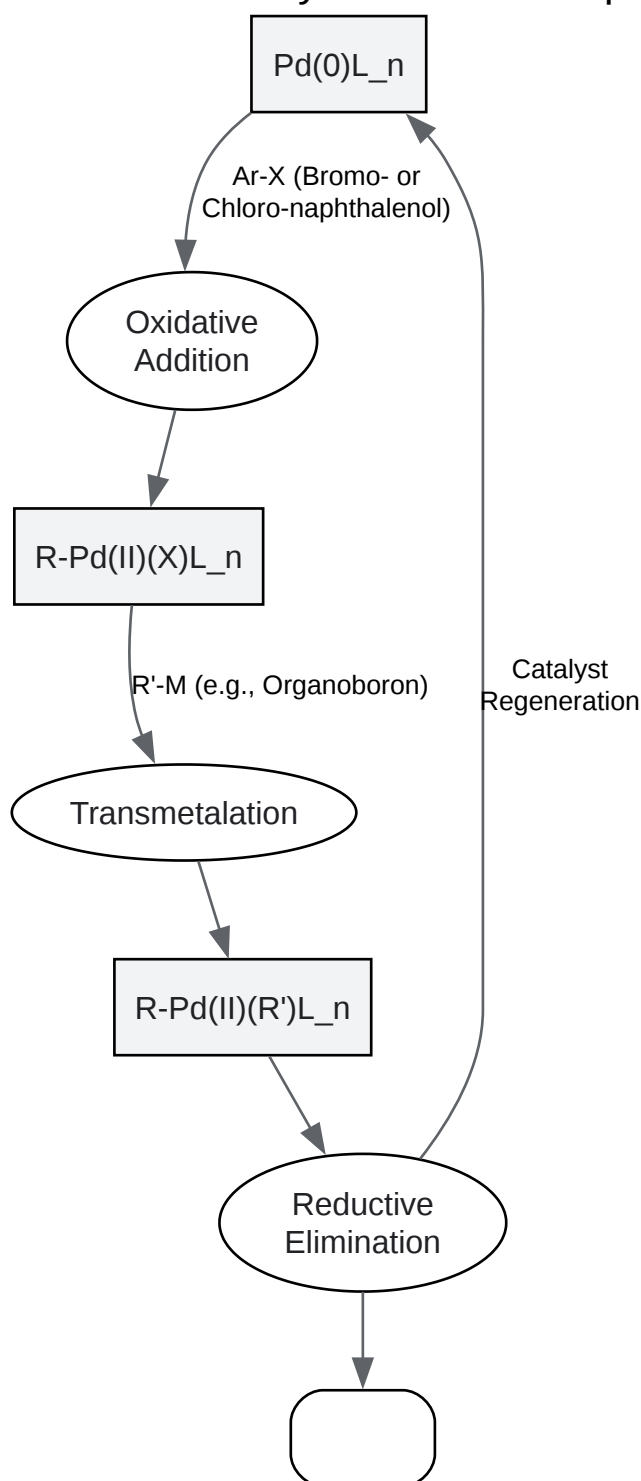 Pd(0)L_n
Ar-X (Bromo- or
Chloro-naphthalenol)
Oxidative
Addition
R-Pd(II)(X)L_n
R'-M (e.g., Organoboron)
Catalyst
Regeneration
Transmetalation
R-Pd(II)(R')L_n
Reductive
Elimination